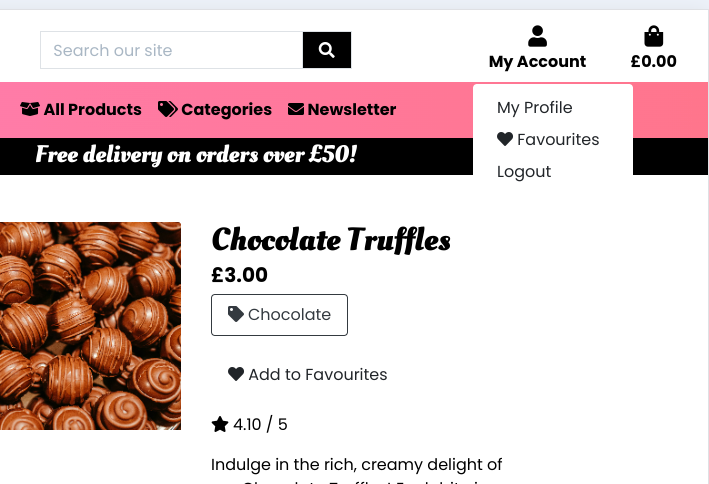 Search our site
My Account
£0.00
All Products Categories Newsletter
My Profile
Favourites
Logout
Free delivery on orders over £50!
Chocolate Truffles
£3.00
Chocolate
Add to Favourites
4.10 / 5
Indulge in the rich, creamy delight of